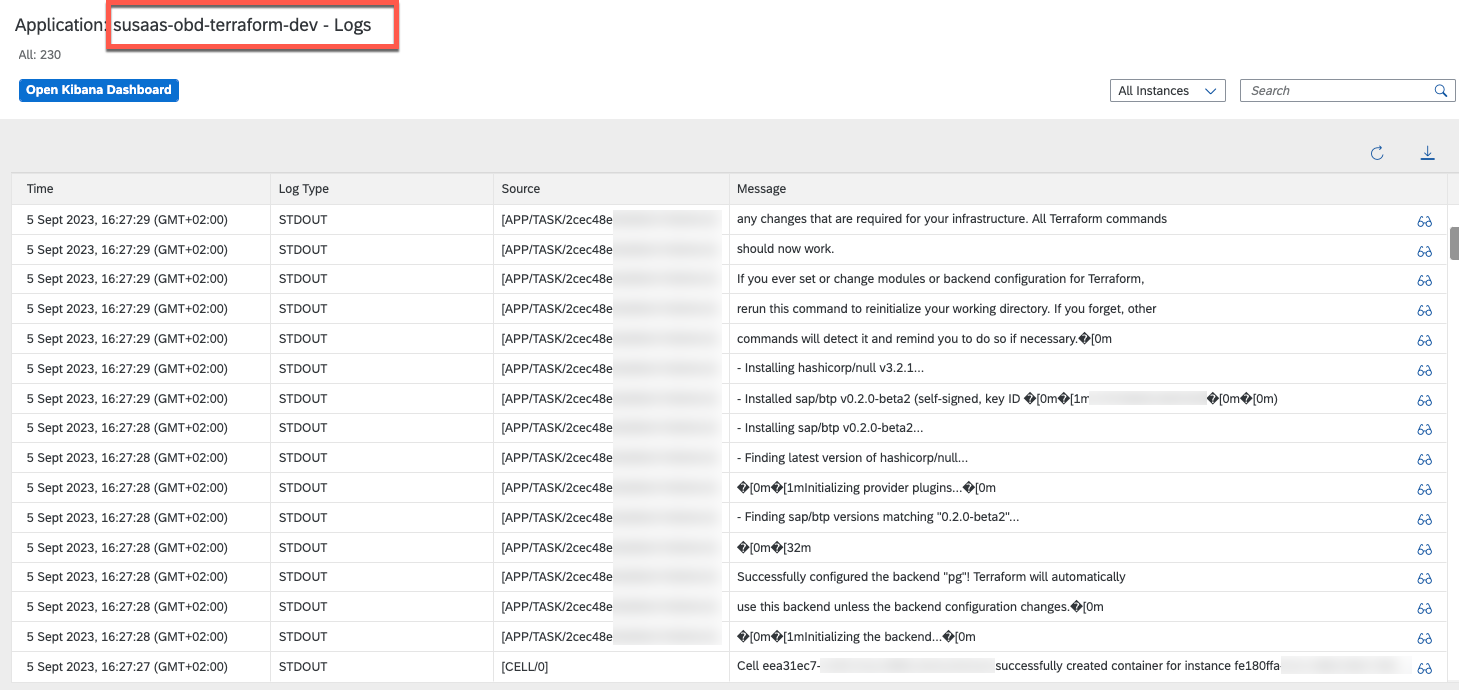 Application: susaas-obd-terraform-dev - Logs
All: 230
Open Kibana Dashboard
All Instances
Search
Time Log Type Source Message
5 Sept 2023, 16:27:29 (GMT+02:00) STDOUT [APP/TASK/2cec48e any changes that are required for your infrastructure. All Terraform commands
5 Sept 2023, 16:27:29 (GMT+02:00) STDOUT [APP/TASK/2cec48e should now work.
5 Sept 2023, 16:27:29 (GMT+02:00) STDOUT [APP/TASK/2cec48e If you ever set or change modules or backend configuration for Terraform,
5 Sept 2023, 16:27:29 (GMT+02:00) STDOUT [APP/TASK/2cec48e rerun this command to reinitialize your working directory. If you forget, other
5 Sept 2023, 16:27:29 (GMT+02:00) STDOUT [APP/TASK/2cec48e commands will detect it and remind you to do so if necessary.�[0m
5 Sept 2023, 16:27:29 (GMT+02:00) STDOUT [APP/TASK/2cec48e - Installing hashicorp/null v3.2.1...
5 Sept 2023, 16:27:29 (GMT+02:00) STDOUT [APP/TASK/2cec48e - Installed sap/btp v0.2.0-beta2 (self-signed, key ID �[0m�[1m �[0m�[0m)
5 Sept 2023, 16:27:28 (GMT+02:00) STDOUT [APP/TASK/2cec48e - Installing sap/btp v0.2.0-beta2...
5 Sept 2023, 16:27:28 (GMT+02:00) STDOUT [APP/TASK/2cec48e - Finding latest version of hashicorp/null...
5 Sept 2023, 16:27:28 (GMT+02:00) STDOUT [APP/TASK/2cec48e �[0m�[1mInitializing provider plugins...�[0m
5 Sept 2023, 16:27:28 (GMT+02:00) STDOUT [APP/TASK/2cec48e - Finding sap/btp versions matching "0.2.0-beta2"...
5 Sept 2023, 16:27:28 (GMT+02:00) STDOUT [APP/TASK/2cec48e �[0m�[32m
5 Sept 2023, 16:27:28 (GMT+02:00) STDOUT [APP/TASK/2cec48e Successfully configured the backend "pg"! Terraform will automatically
5 Sept 2023, 16:27:28 (GMT+02:00) STDOUT [APP/TASK/2cec48e use this backend unless the backend configuration changes.�[0m
5 Sept 2023, 16:27:28 (GMT+02:00) STDOUT [APP/TASK/2cec48e �[0m�[1mInitializing the backend...�[0m
5 Sept 2023, 16:27:27 (GMT+02:00) STDOUT [CELL/0] Cell eea31ec7- successfully created container for instance fe180ffa-